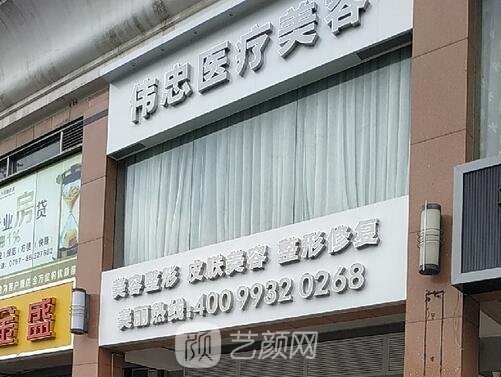 伟忠医疗美容
房贷
1%
金盛
美容整形 皮肤美容 整形修复
美丽热线:400 9932 0268
艺颜网